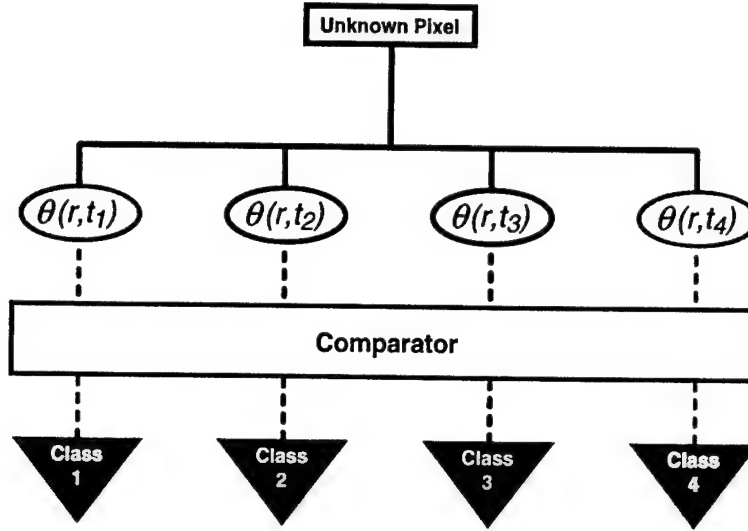 Unknown Pixel
θ(r,t₁) θ(r,t₂) θ(r,t₃) θ(r,t₄)
Comparator
Class 1
Class 2
Class 3
Class 4